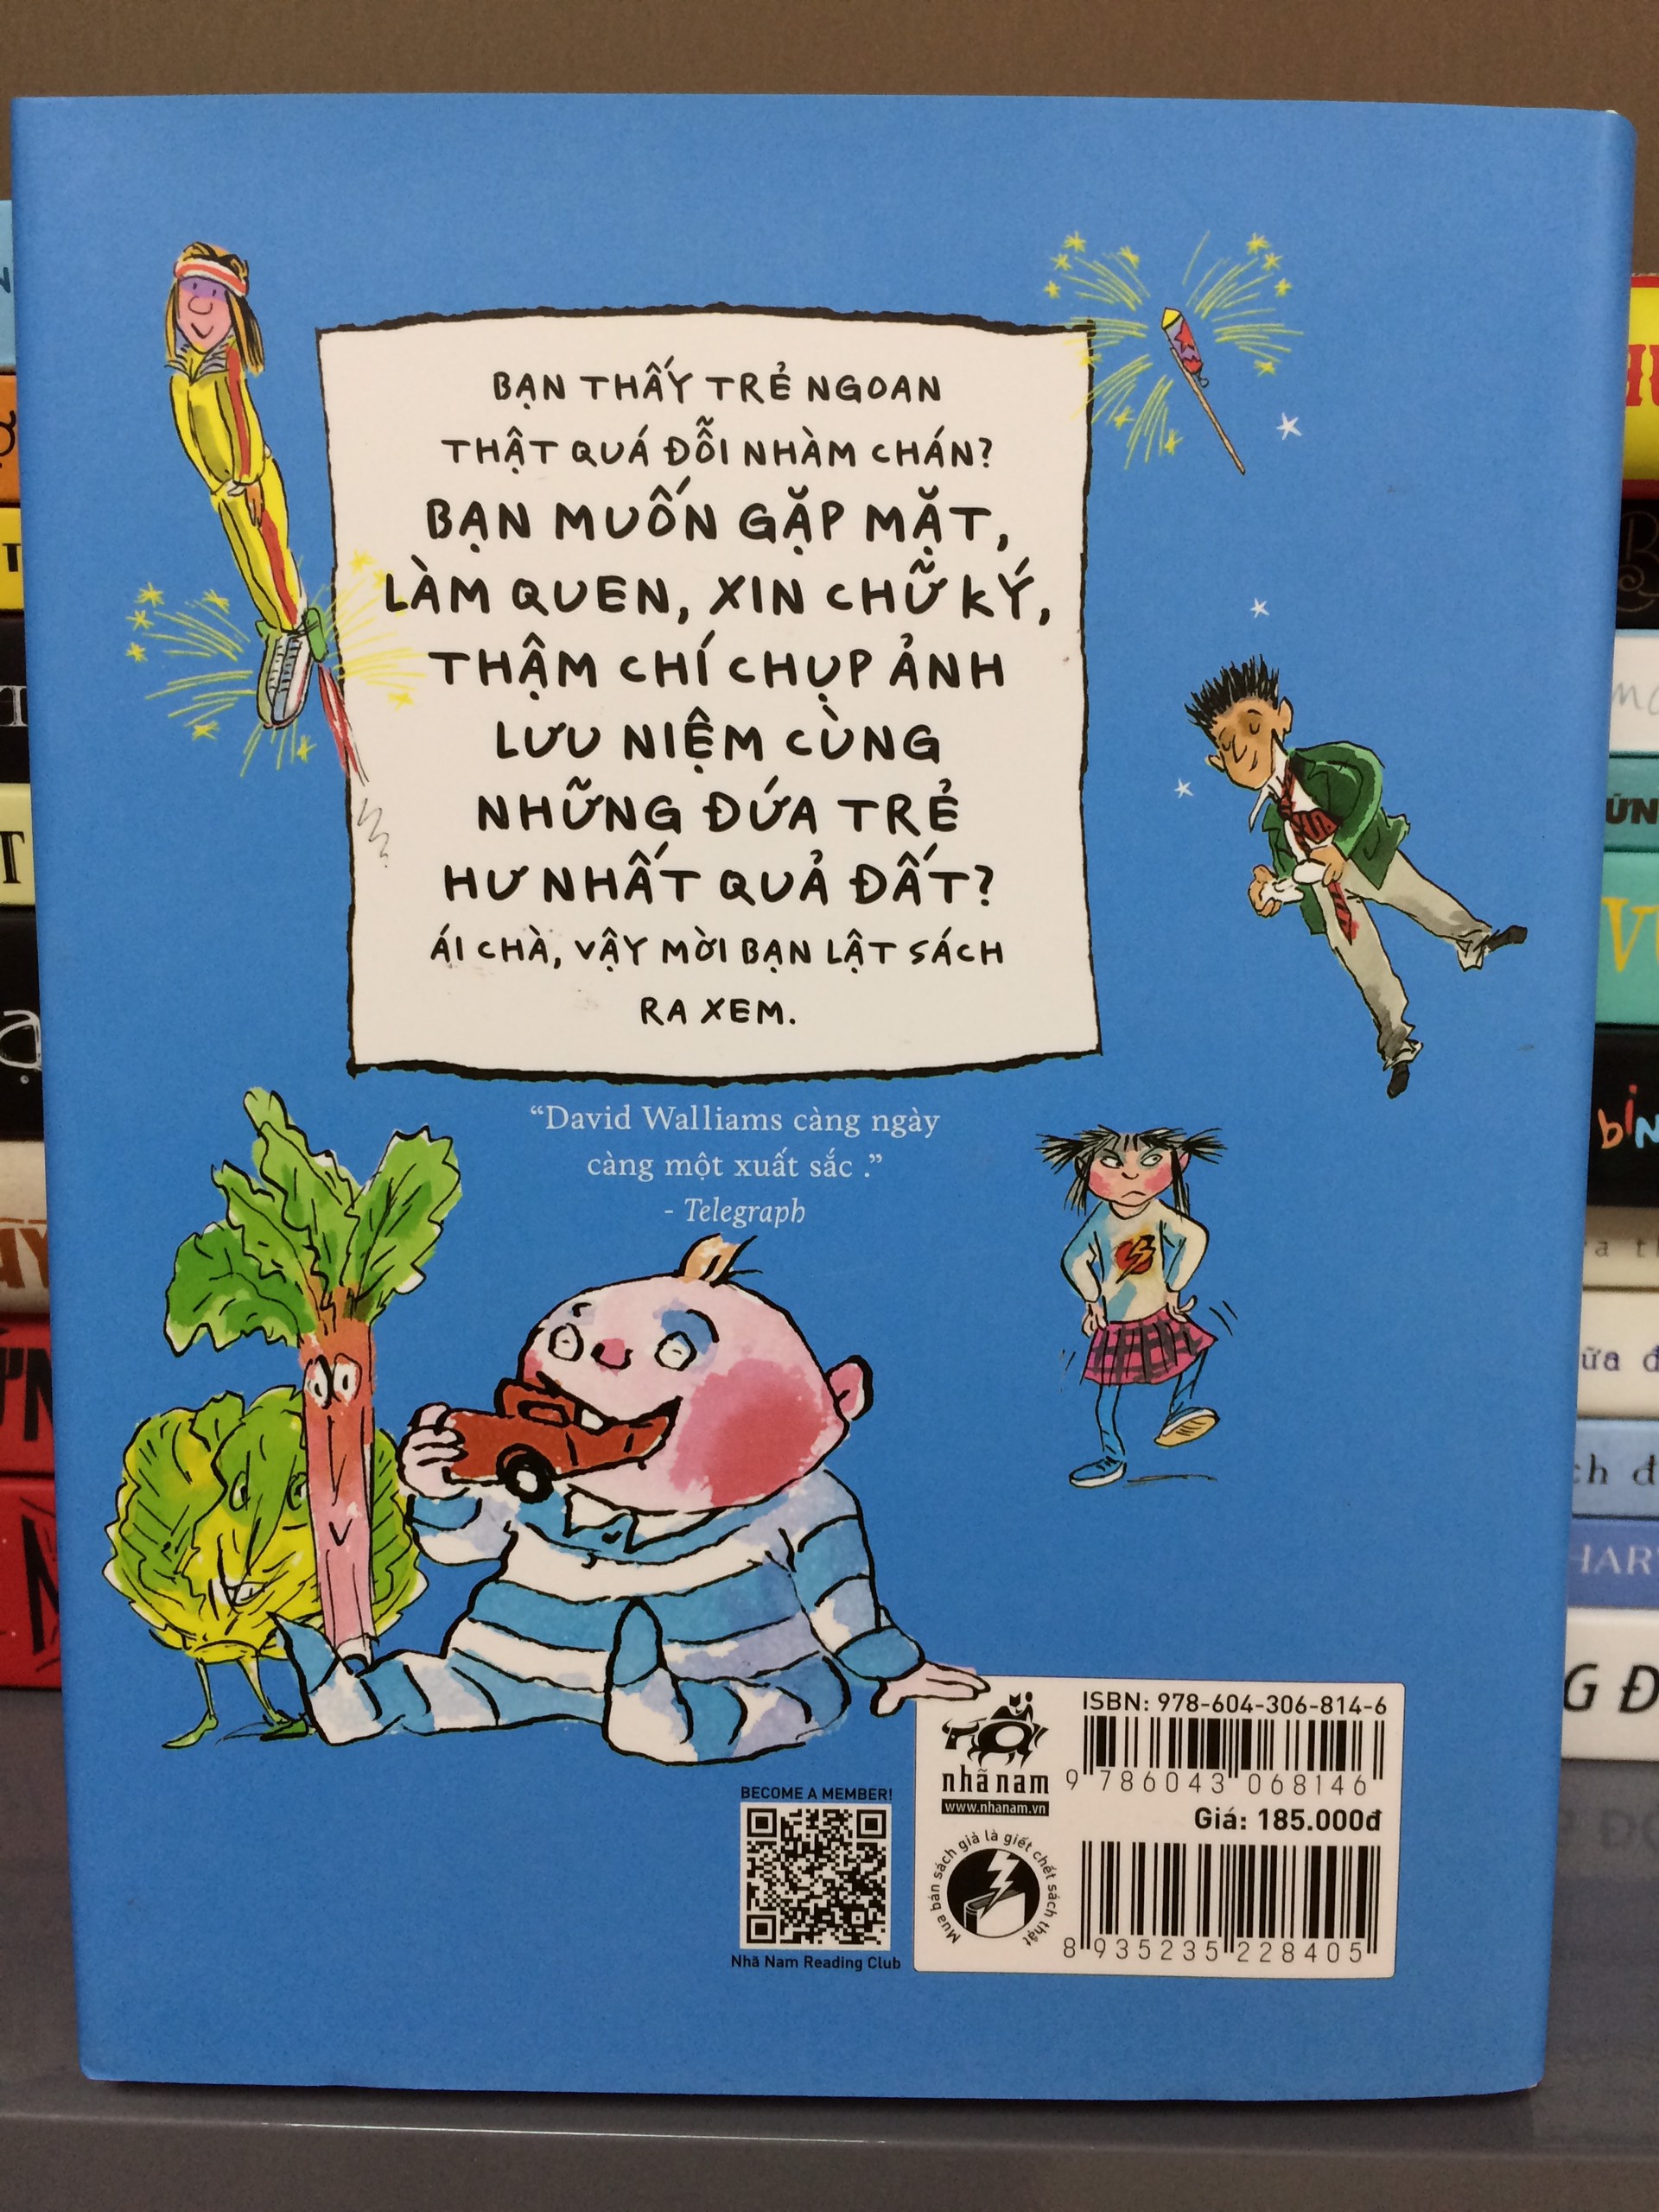 BẠN THẤY TRẺ NGOAN
THẬT QUÁ ĐỖI NHÀM CHÁN?
BẠN MUỐN GẶP MẶT,
LÀM QUEN, XIN CHỮ KÝ,
THẬM CHÍ CHỤP ẢNH
LƯU NIỆM CÙNG
NHỮNG ĐỨA TRẺ
HƯ NHẤT QUẢ ĐẤT?
ÁI CHÀ, VẬY MỜI BẠN LẬT SÁCH
RA XEM.
“David Walliams càng ngày
càng một xuất sắc .”
- Telegraph
ISBN: 978-604-306-814-6
nhã nam
www.nhanam.vn
9 786043 068146
Giá: 185.000đ
BECOME A MEMBER!
Nhã Nam Reading Club
Mua bán sách giả là giết chết sách thật
8 935235 228405